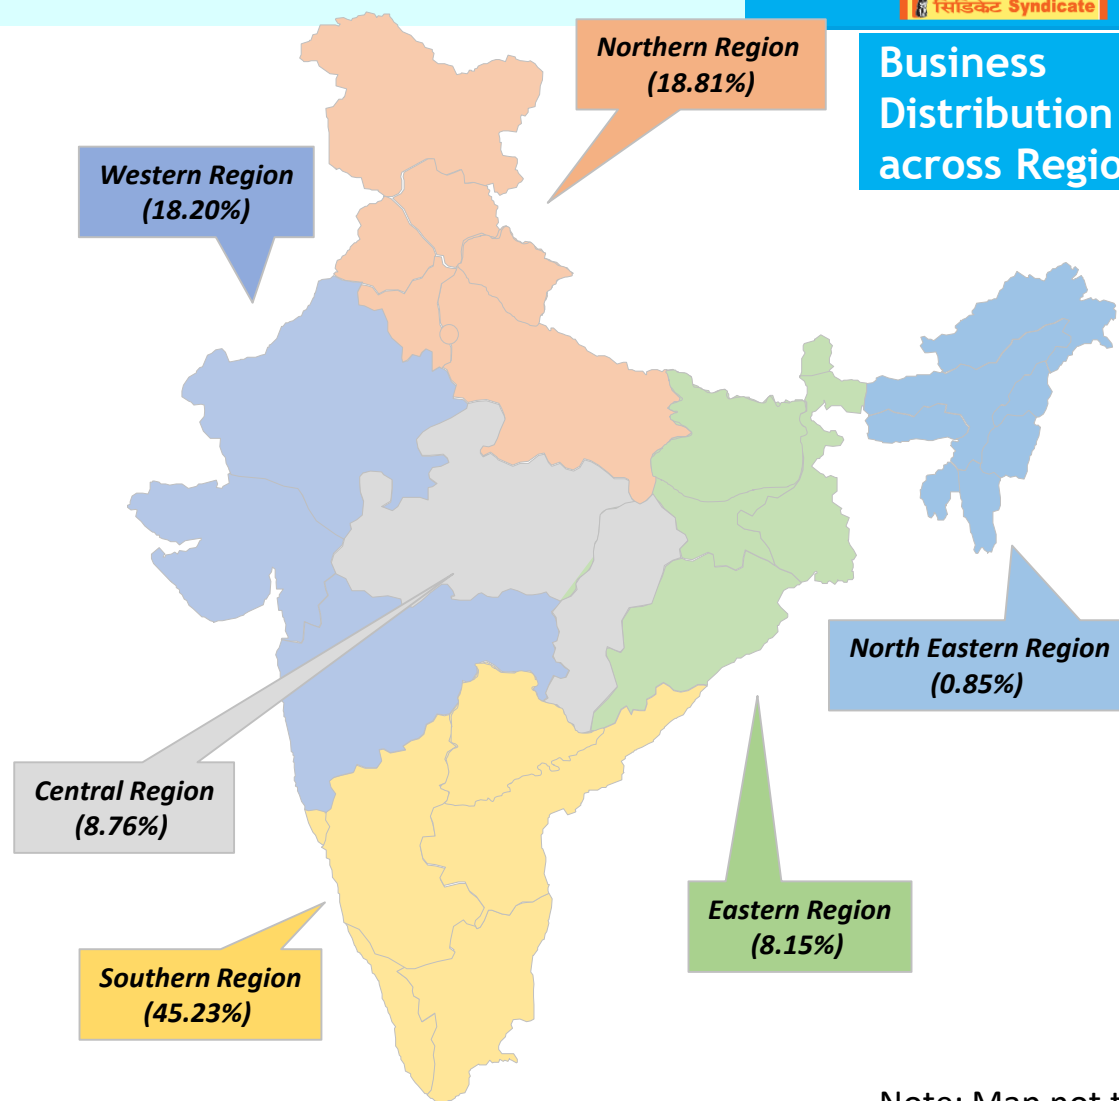 सिंडिकेट Syndicate
Business
Distribution
across Regio
Northern Region
(18.81%)
Western Region
(18.20%)
North Eastern Region
(0.85%)
Central Region
(8.76%)
Eastern Region
(8.15%)
Southern Region
(45.23%)
Note: Map not t